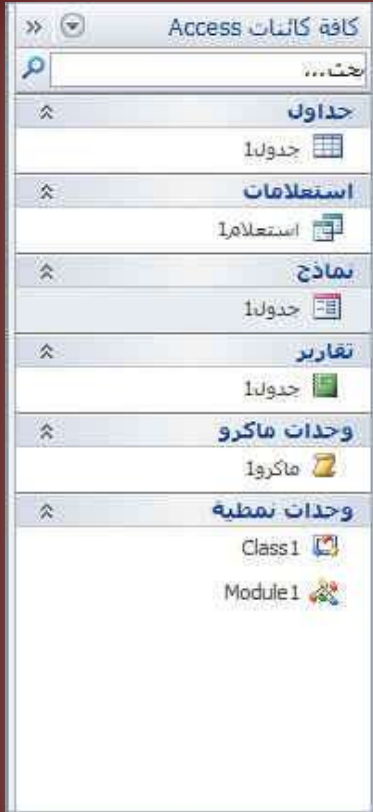 كافة كائنات Access
بحث...
جداول
جدول1
استعلامات
استعلام1
نماذج
جدول1
تقارير
جدول1
وحدات ماكرو
ماكرو1
وحدات نمطية
Class1
Module1